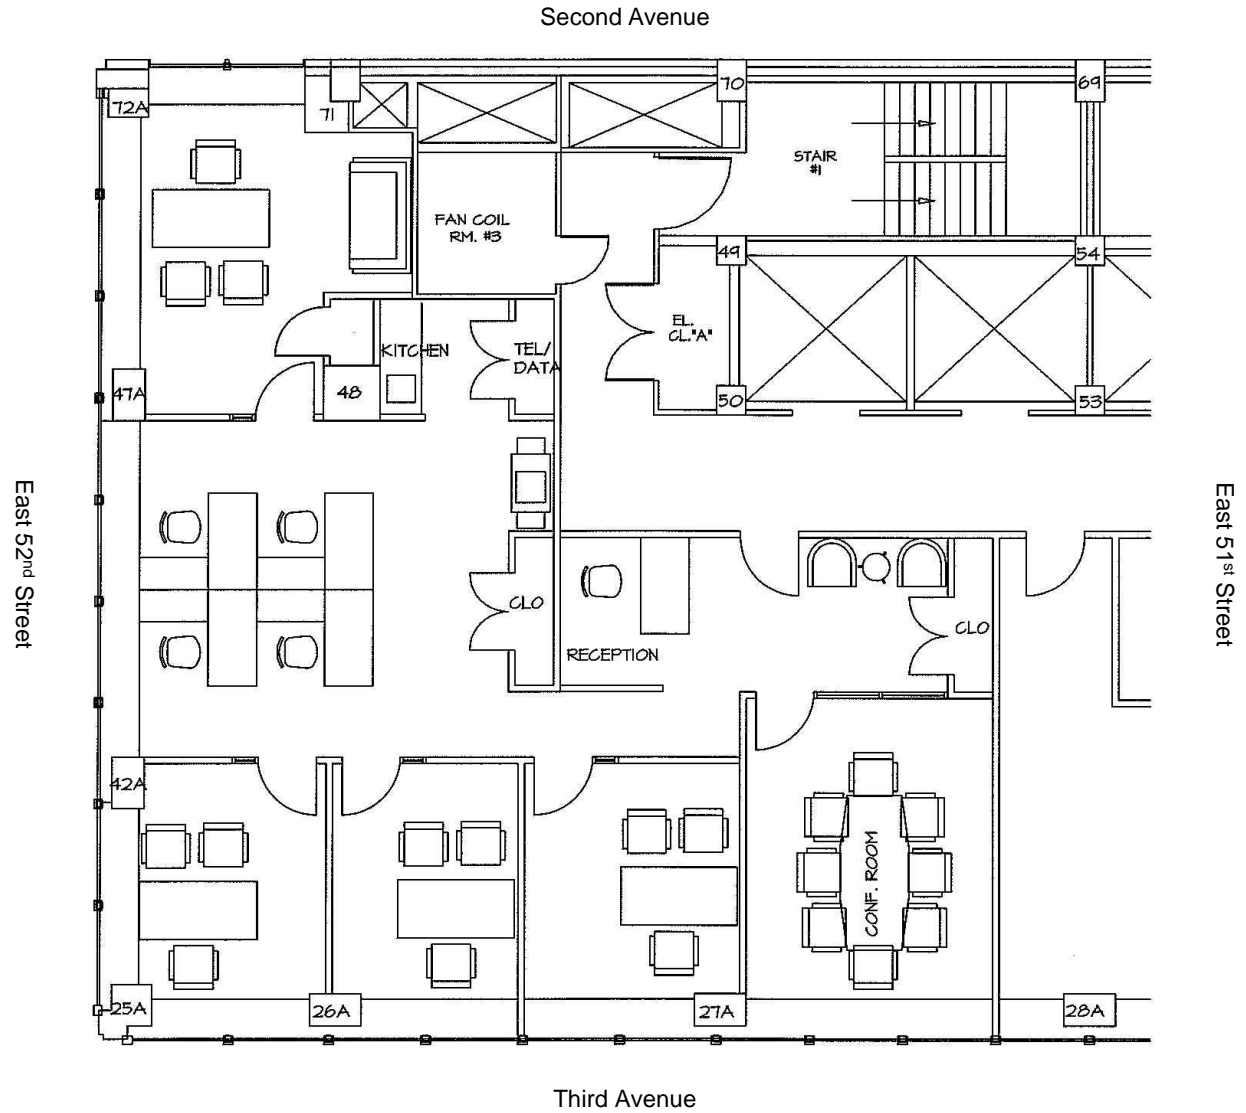 Second Avenue
72A
71
70
69
STAIR
#1
FAN COIL
RM. #3
49
54
EL.
CL."A"
KITCHEN
TEL/
DATA
47A
48
50
53
East 52nd Street
East 51st Street
CLO
CLO
RECEPTION
42A
CONF. ROOM
25A
26A
27A
28A
Third Avenue